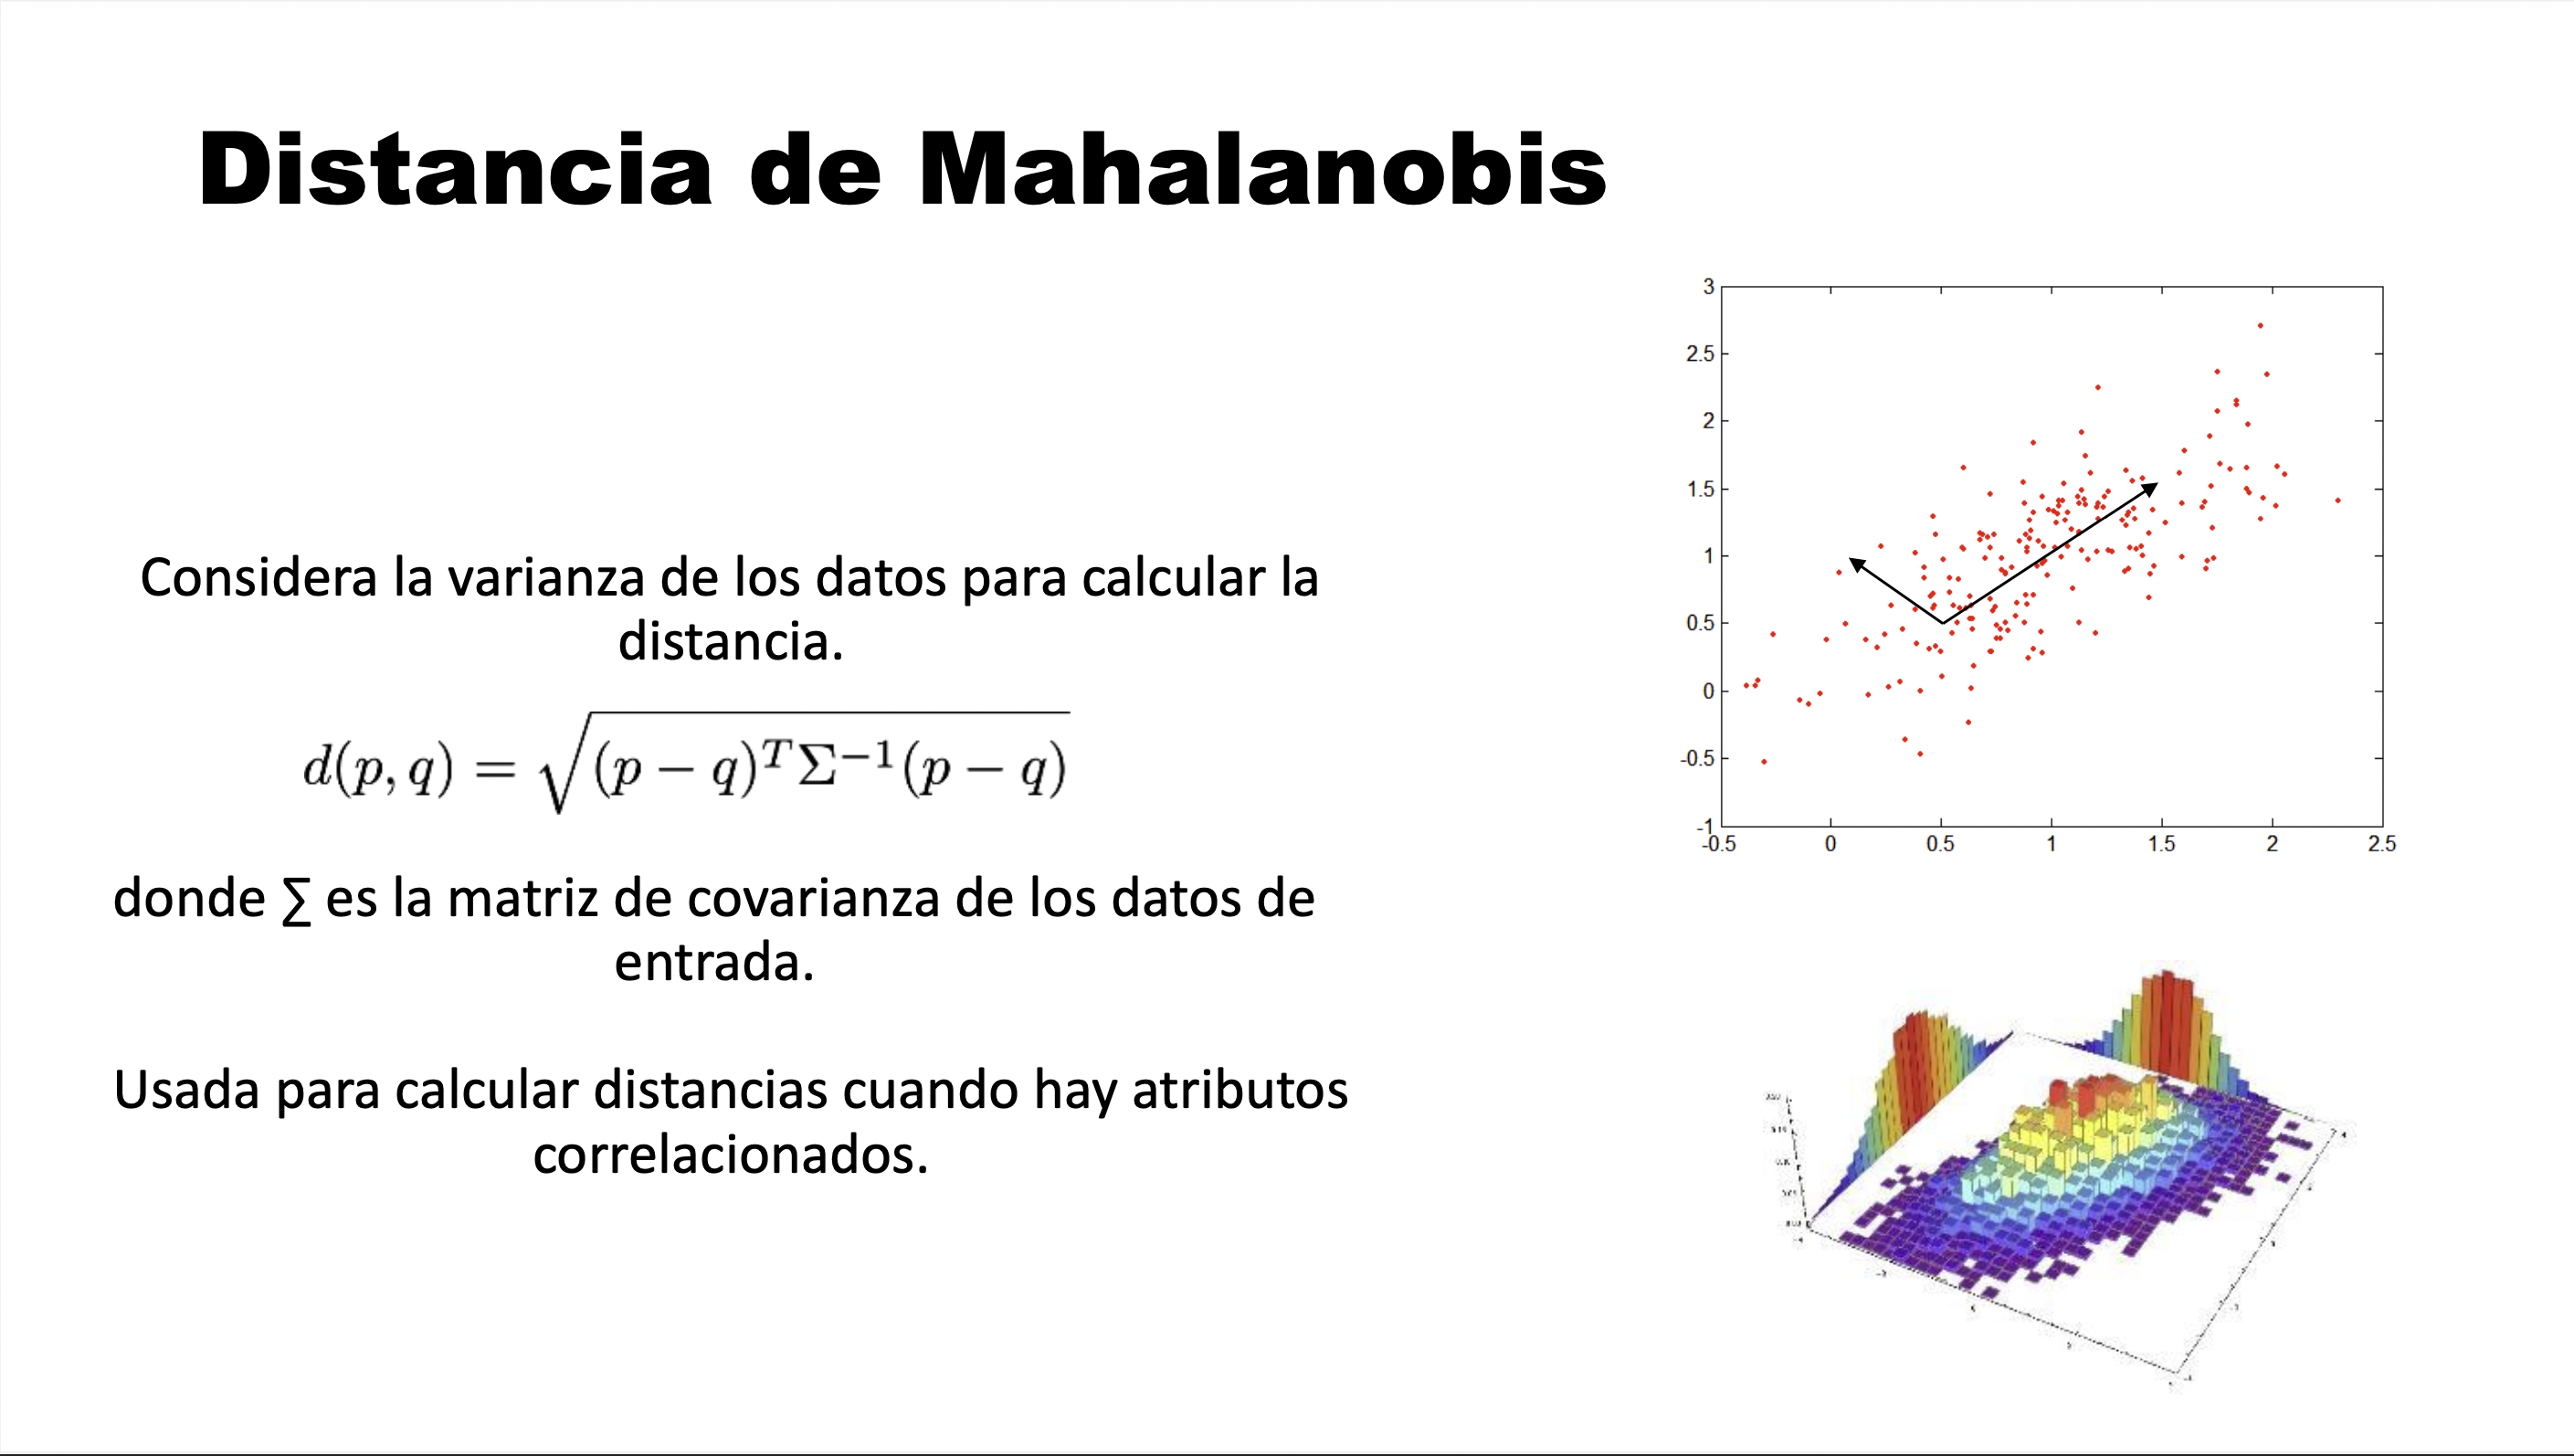 Distancia de Mahalanobis
Considera la varianza de los datos para calcular la
distancia.
d(p, q) = √(p − q)ᵀΣ⁻¹(p − q)
donde ∑ es la matriz de covarianza de los datos de
entrada.
Usada para calcular distancias cuando hay atributos
correlacionados.
3
2.5
2
1.5
1
0.5
0
-0.5
-1
-0.5 0 0.5 1 1.5 2 2.5